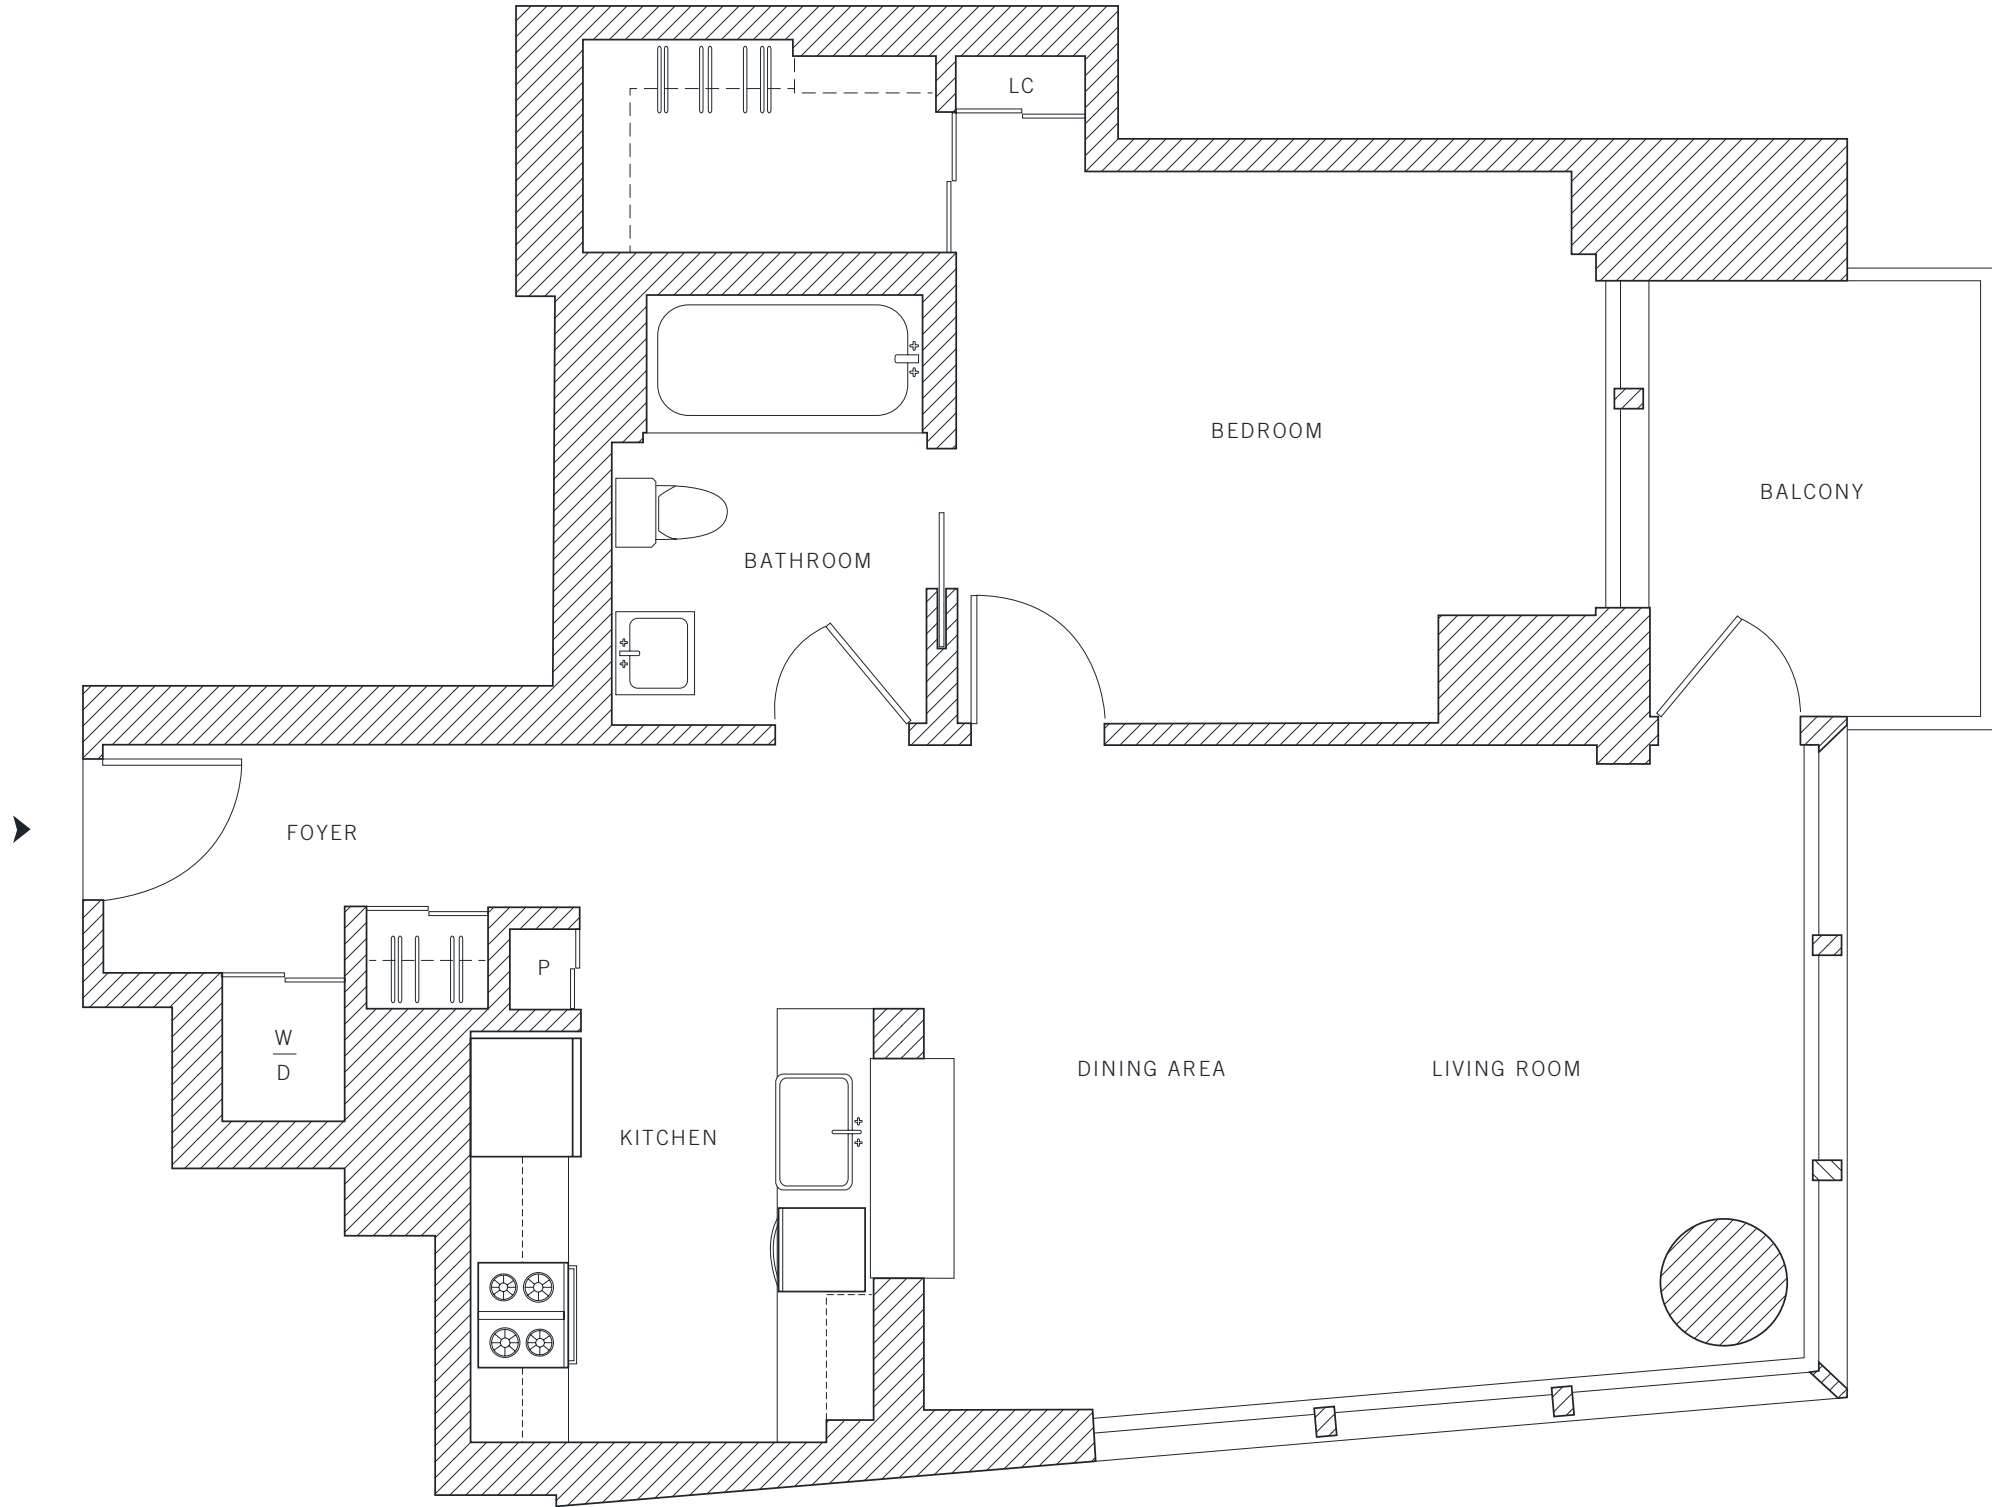 LC
BEDROOM
BALCONY
BATHROOM
FOYER
P
W
D
DINING AREA
LIVING ROOM
KITCHEN